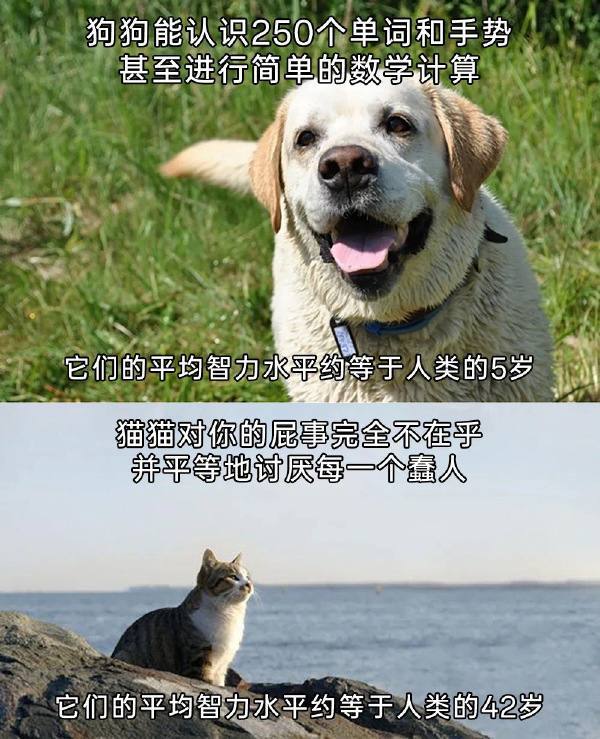 狗狗能认识250个单词和手势
甚至进行简单的数学计算
它们的平均智力水平约等于人类的5岁
猫猫对你的屁事完全不在乎
并平等地讨厌每一个蠢人
它们的平均智力水平约等于人类的42岁